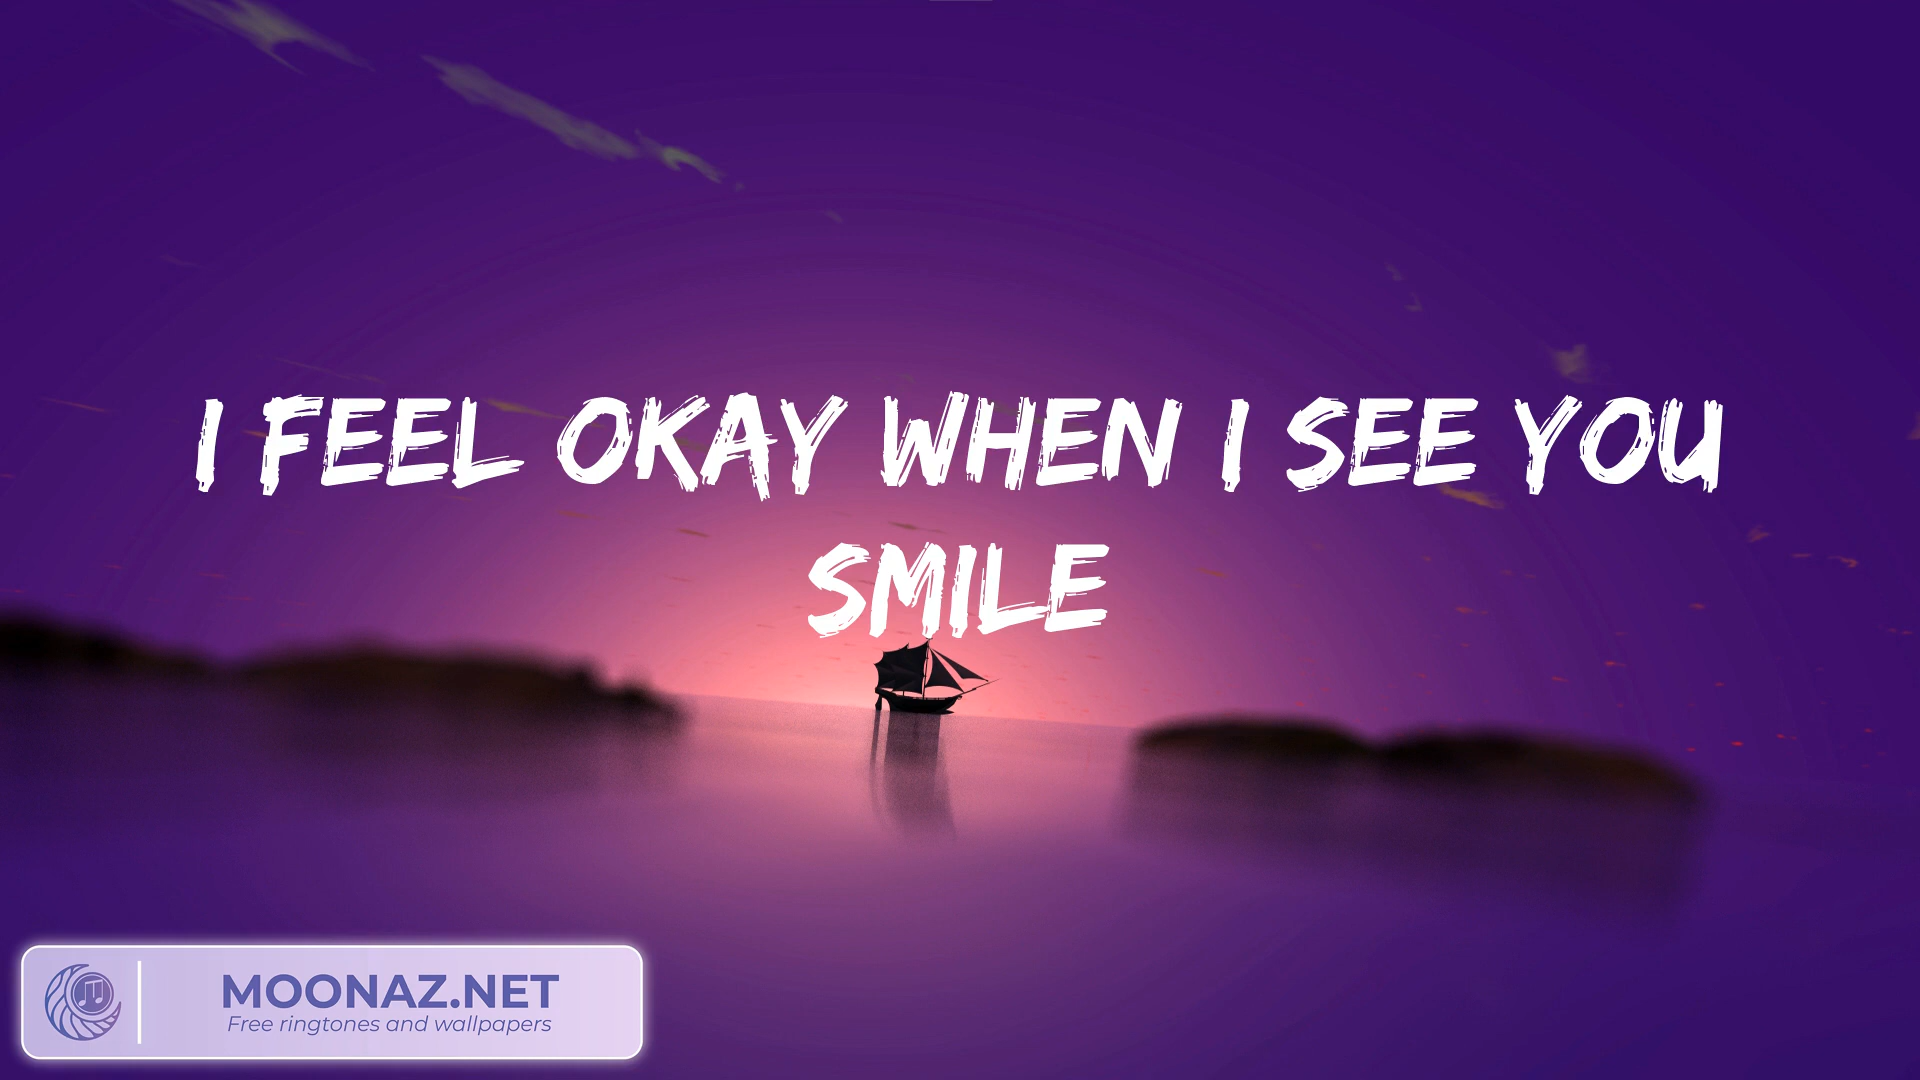 I FEEL OKAY WHEN I SEE YOU
SMILE
MOONAZ.NET
Free ringtones and wallpapers